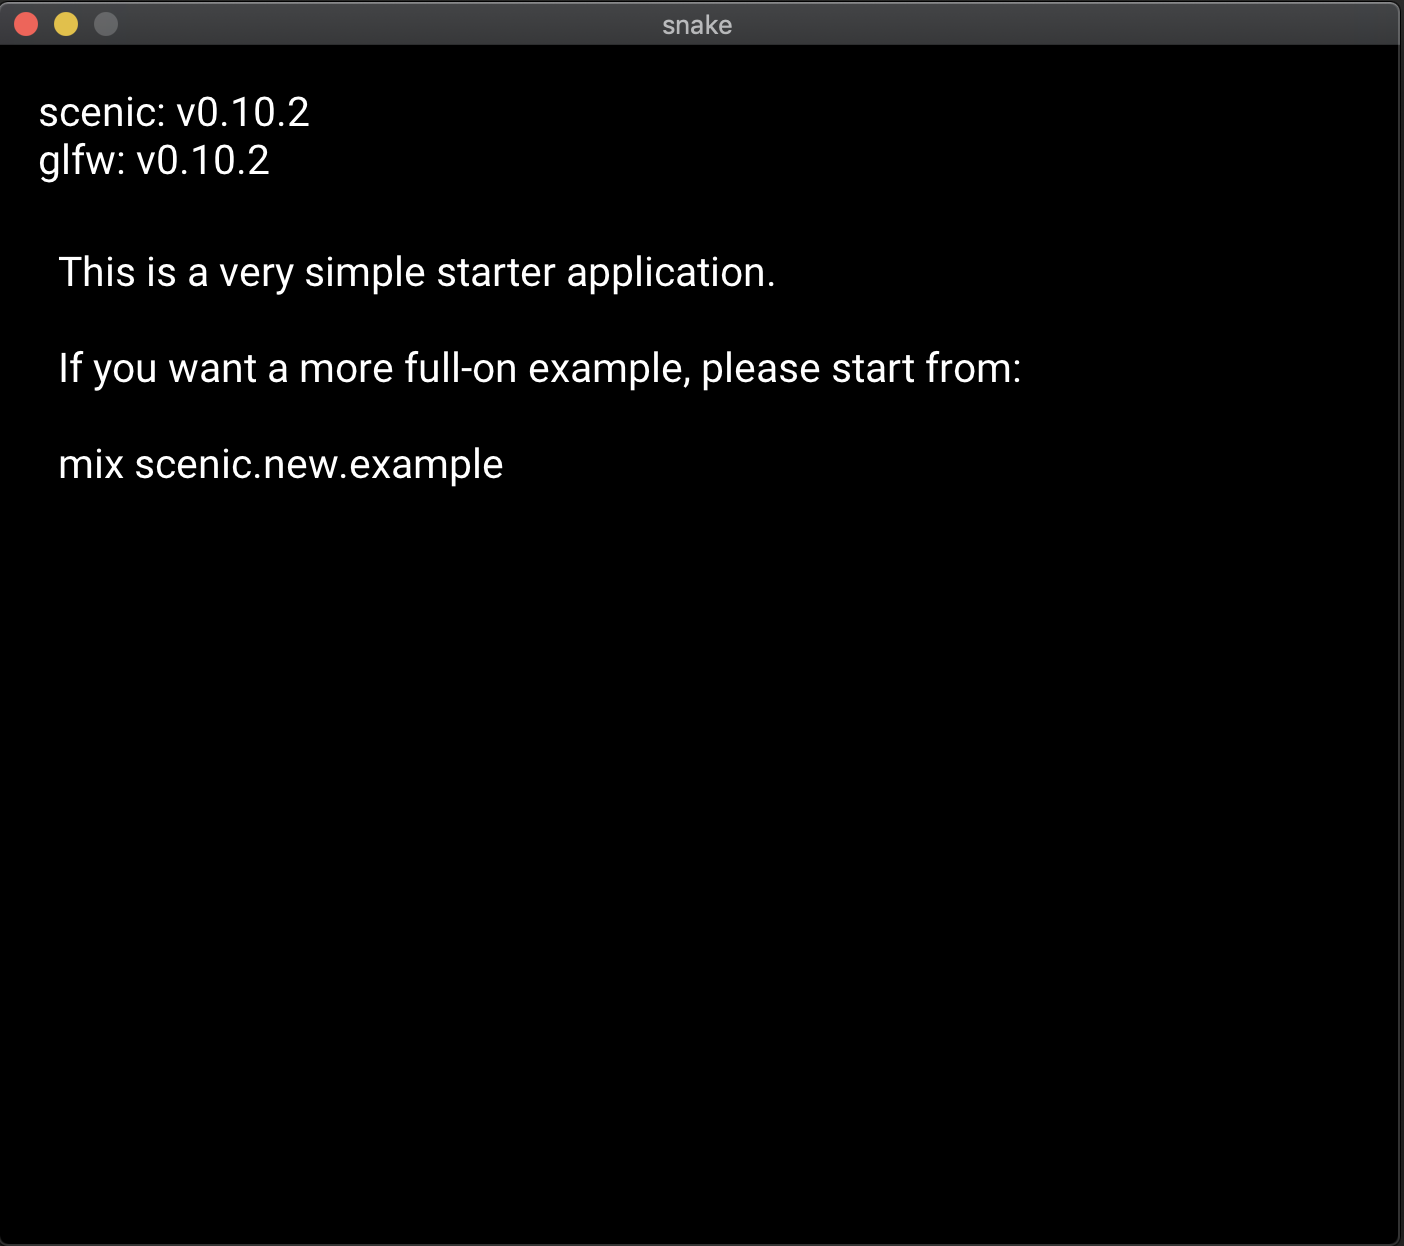 snake
scenic: v0.10.2
glfw: v0.10.2
This is a very simple starter application.
If you want a more full-on example, please start from:
mix scenic.new.example